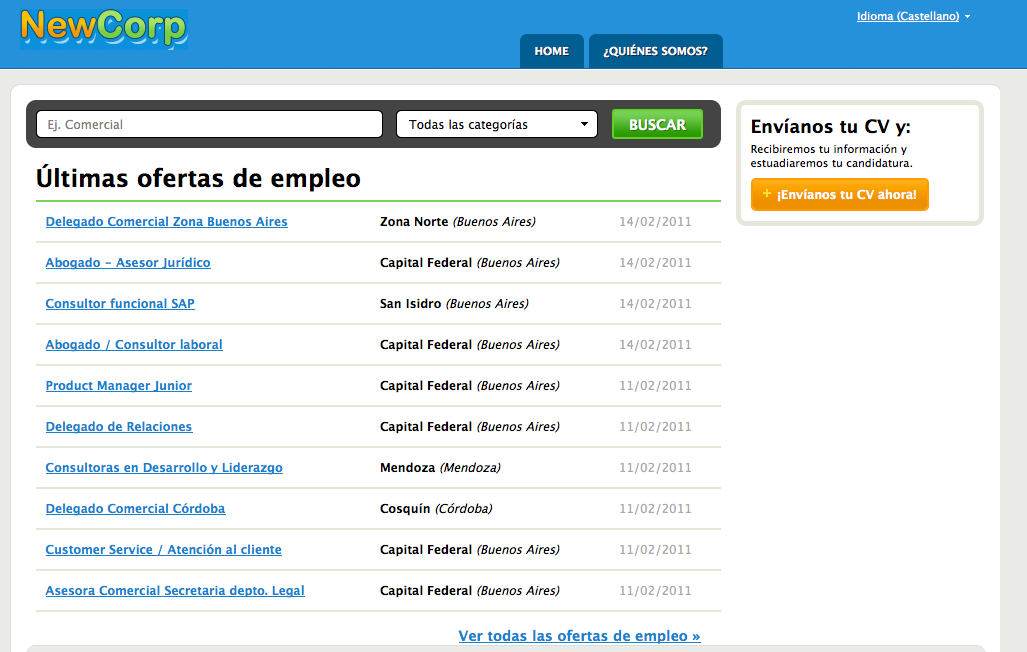 NewCorp
Idioma (Castellano)
HOME
¿QUIÉNES SOMOS?
Ej. Comercial
Todas las categorías
BUSCAR
Envíanos tu CV y:
Recibiremos tu información y
estuadiaremos tu candidatura.
+ ¡Envíanos tu CV ahora!
Últimas ofertas de empleo
Delegado Comercial Zona Buenos Aires Zona Norte (Buenos Aires) 14/02/2011
Abogado - Asesor Jurídico Capital Federal (Buenos Aires) 14/02/2011
Consultor funcional SAP San Isidro (Buenos Aires) 14/02/2011
Abogado / Consultor laboral Capital Federal (Buenos Aires) 14/02/2011
Product Manager Junior Capital Federal (Buenos Aires) 11/02/2011
Delegado de Relaciones Capital Federal (Buenos Aires) 11/02/2011
Consultoras en Desarrollo y Liderazgo Mendoza (Mendoza) 11/02/2011
Delegado Comercial Córdoba Cosquín (Córdoba) 11/02/2011
Customer Service / Atención al cliente Capital Federal (Buenos Aires) 11/02/2011
Asesora Comercial Secretaria depto. Legal Capital Federal (Buenos Aires) 11/02/2011
Ver todas las ofertas de empleo »